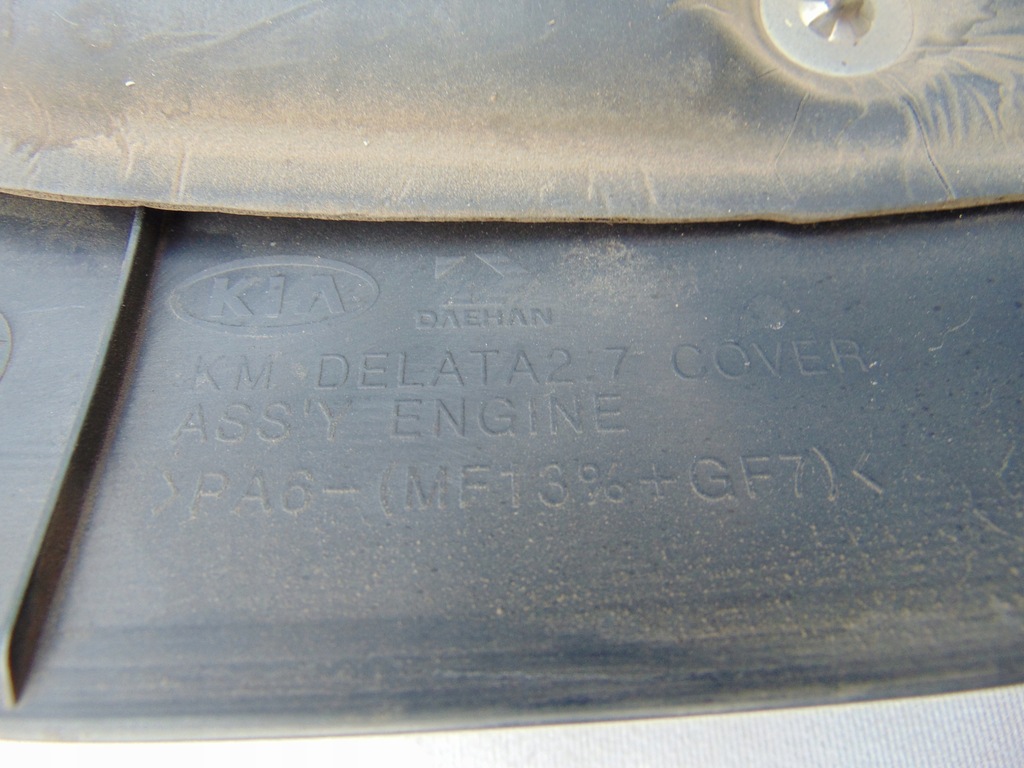 KIA
DAEHAN
KM DELATA2.7 COVER
ASS'Y ENGINE
>PA6-(MF13%+GF7)<